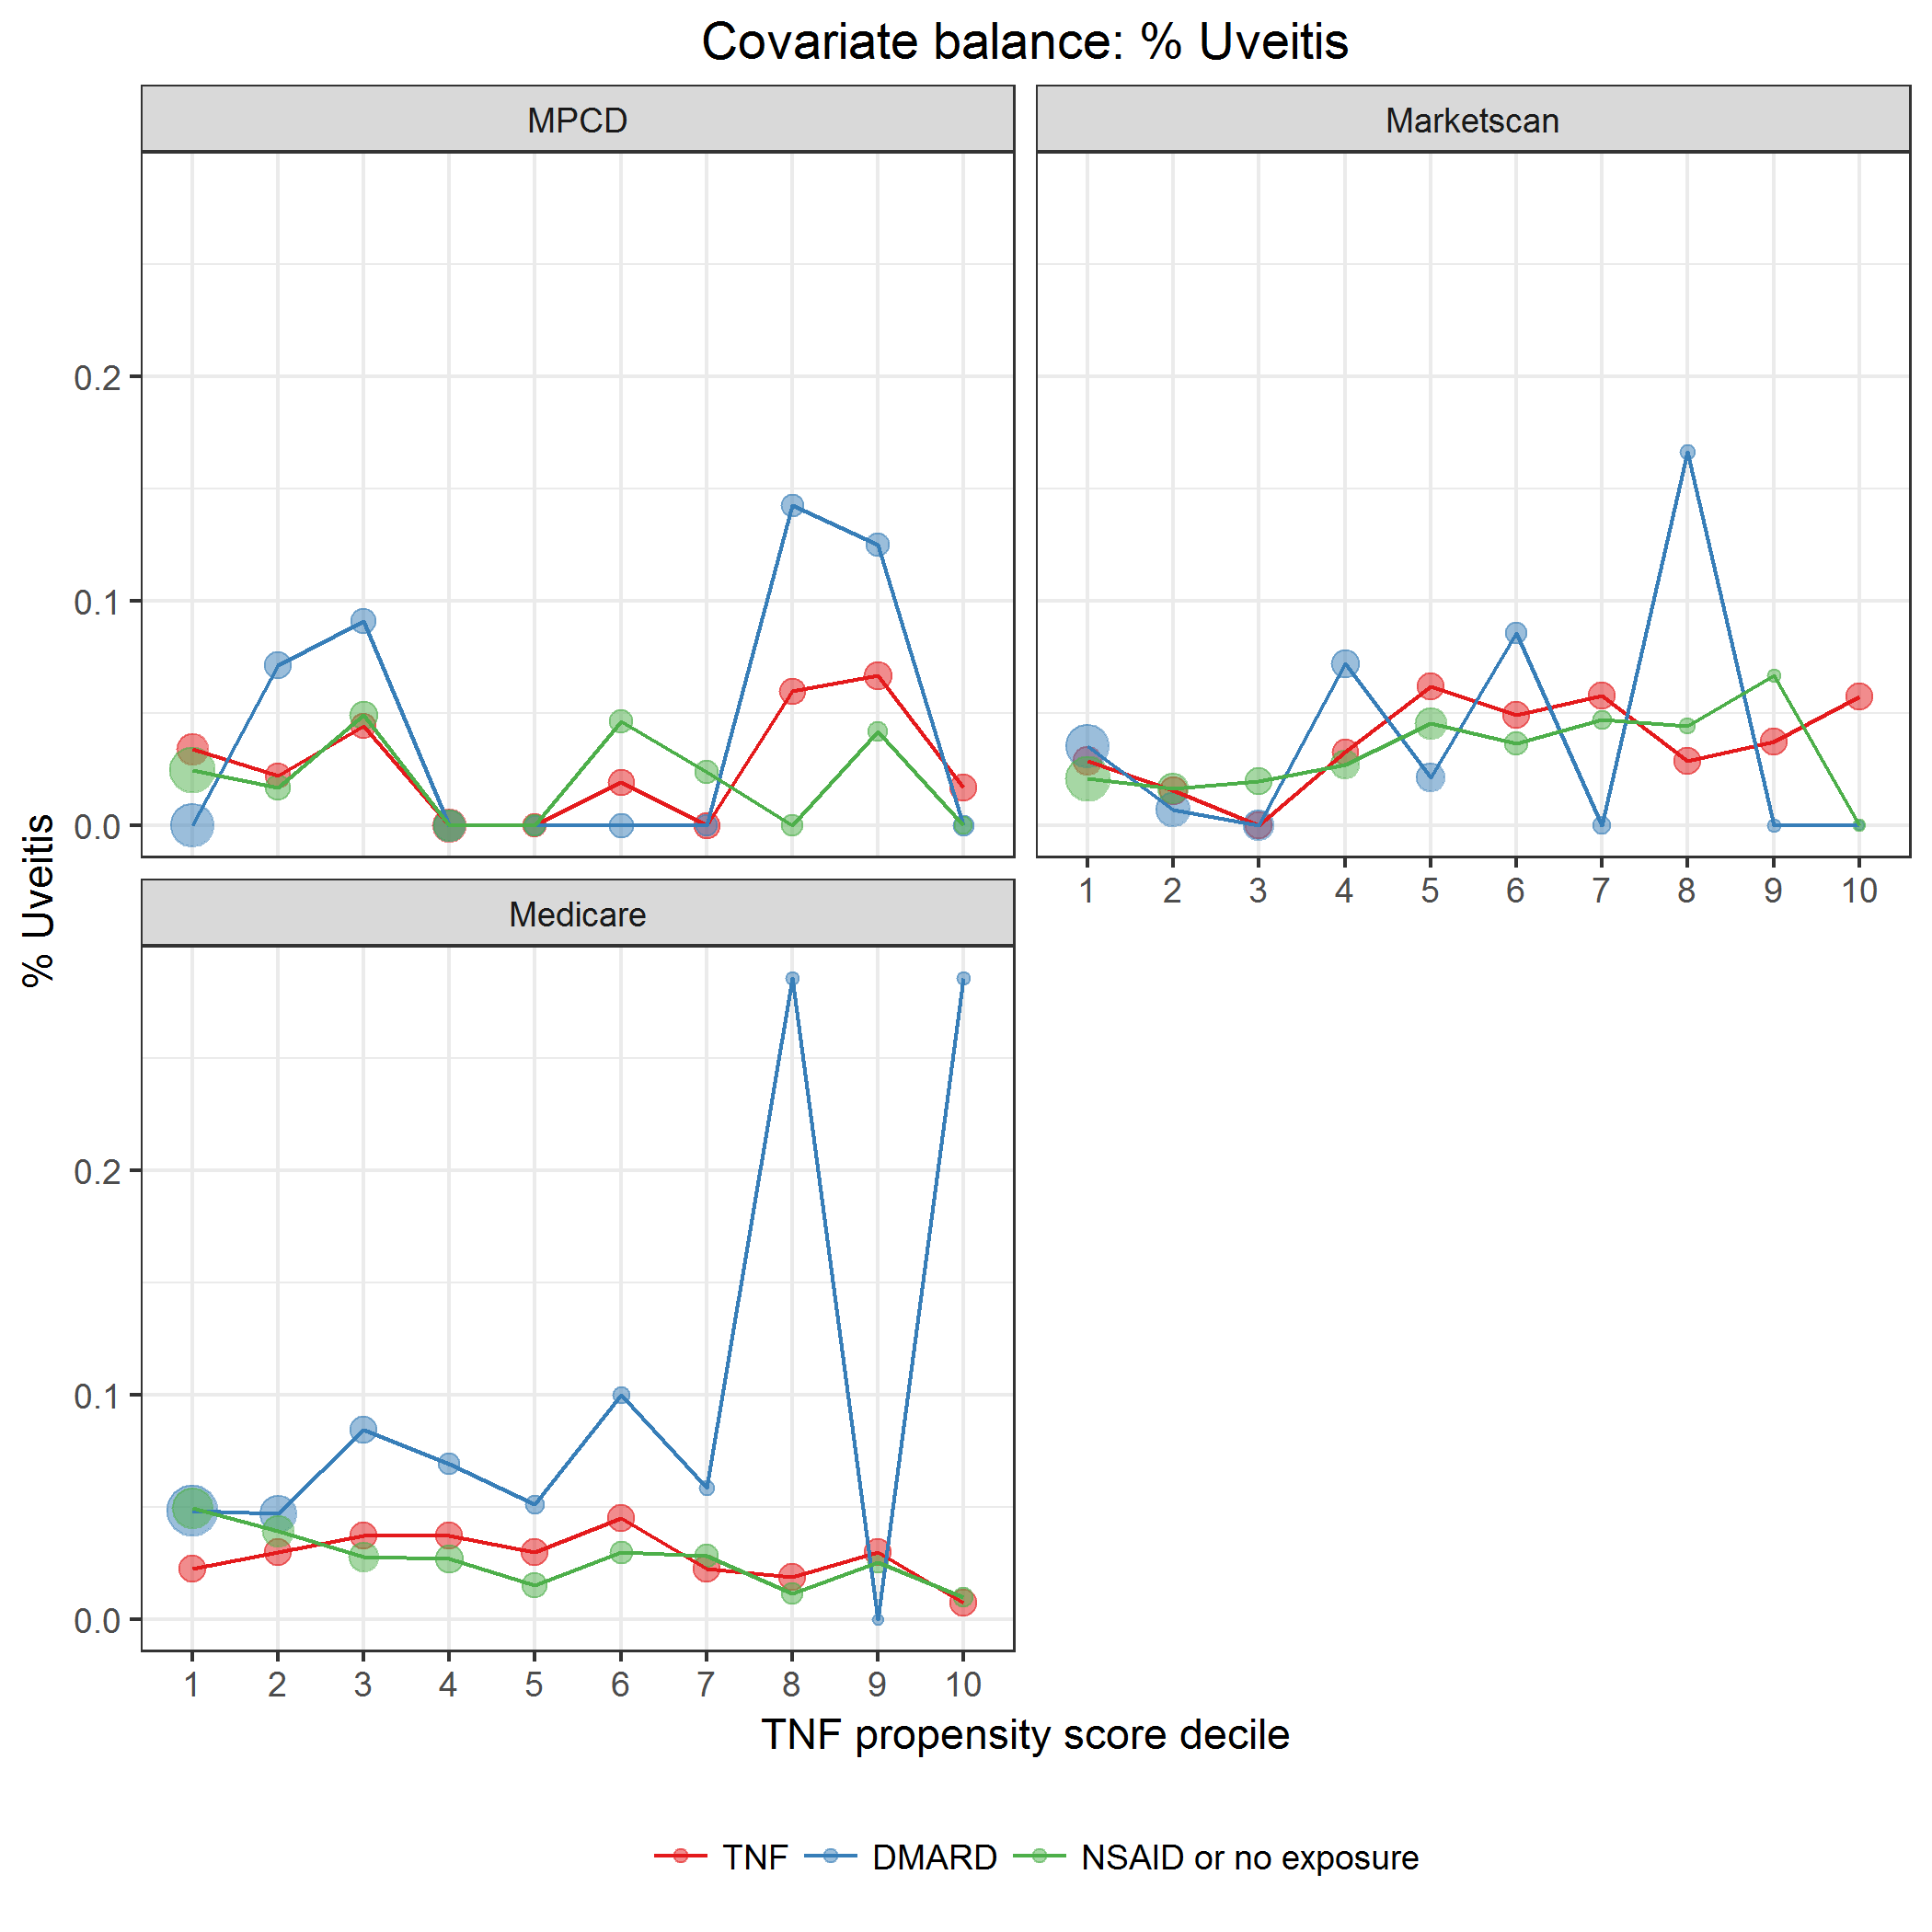 Covariate balance: % Uveitis
MPCD
Marketscan
0.2
0.1
0.0
1 2 3 4 5 6 7 8 9 10
% Uveitis
Medicare
0.2
0.1
0.0
1 2 3 4 5 6 7 8 9 10
TNF propensity score decile
TNF DMARD NSAID or no exposure